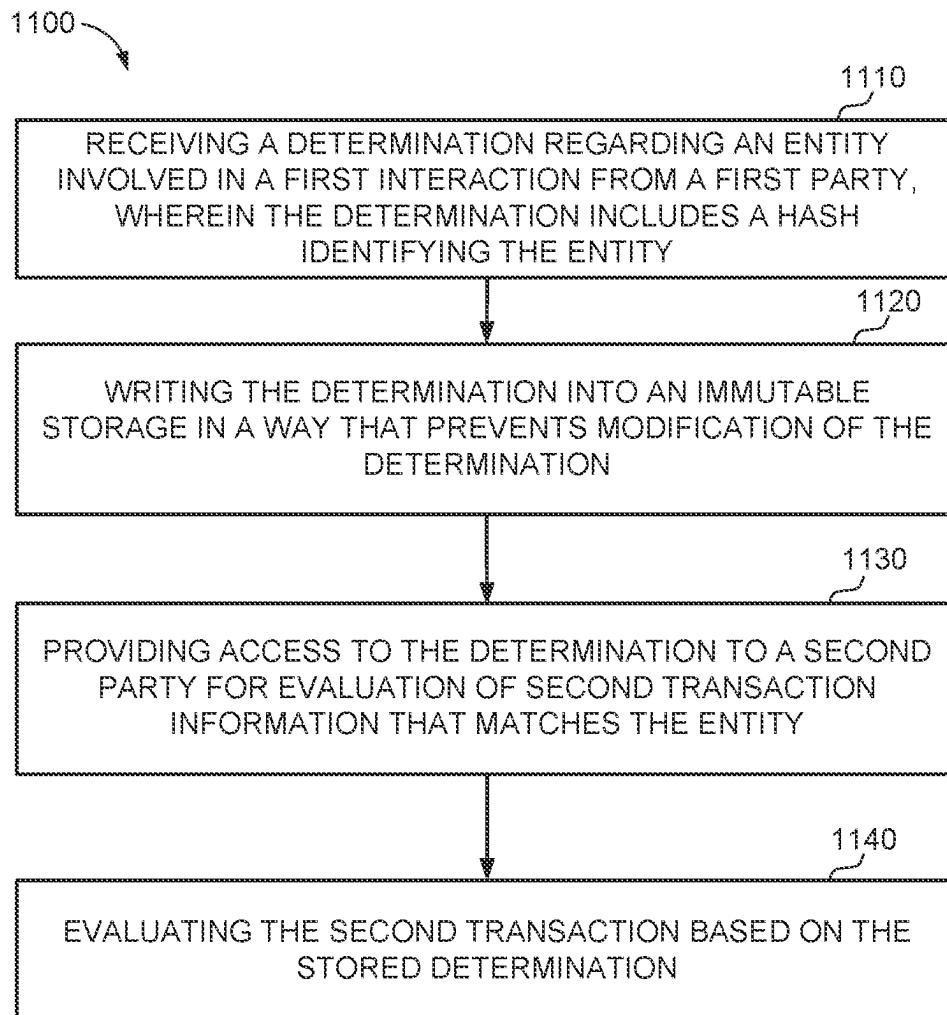 1100
1110
RECEIVING A DETERMINATION REGARDING AN ENTITY
INVOLVED IN A FIRST INTERACTION FROM A FIRST PARTY,
WHEREIN THE DETERMINATION INCLUDES A HASH
IDENTIFYING THE ENTITY
1120
WRITING THE DETERMINATION INTO AN IMMUTABLE
STORAGE IN A WAY THAT PREVENTS MODIFICATION OF THE
DETERMINATION
1130
PROVIDING ACCESS TO THE DETERMINATION TO A SECOND
PARTY FOR EVALUATION OF SECOND TRANSACTION
INFORMATION THAT MATCHES THE ENTITY
1140
EVALUATING THE SECOND TRANSACTION BASED ON THE
STORED DETERMINATION